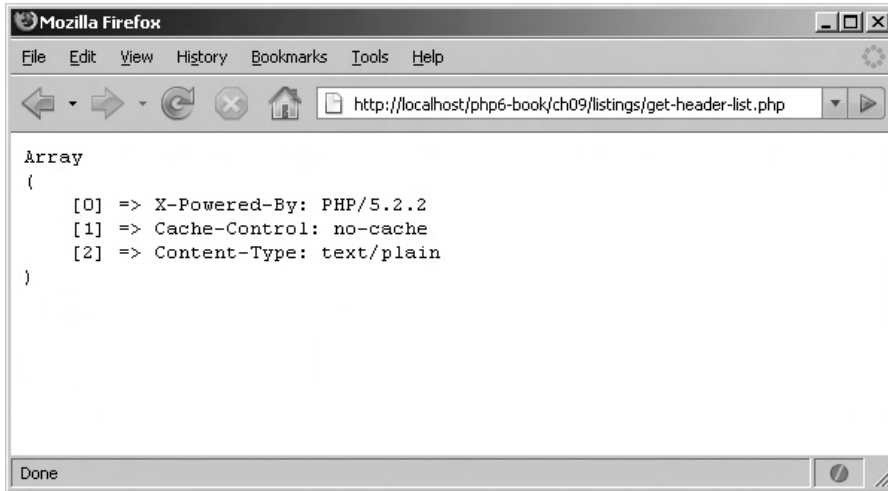 Mozilla Firefox
File Edit View History Bookmarks Tools Help
http://localhost/php6-book/ch09/listings/get-header-list.php
Array
(
[0] => X-Powered-By: PHP/5.2.2
[1] => Cache-Control: no-cache
[2] => Content-Type: text/plain
)
Done